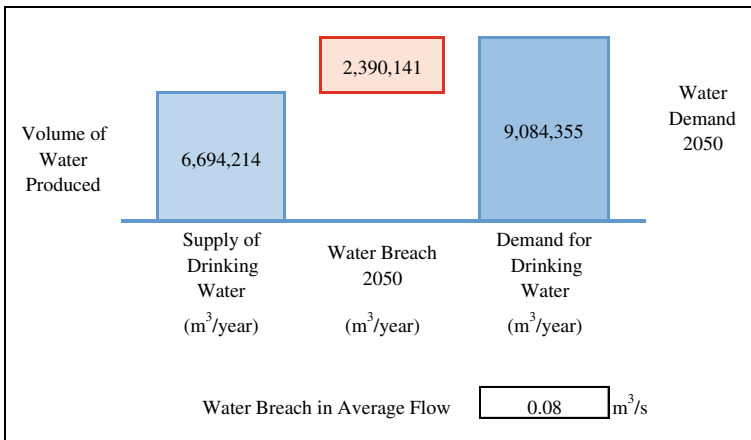 2,390,141
Volume of
Water
Produced
6,694,214
9,084,355
Water
Demand
2050
Supply of
Drinking
Water
(m³/year)
Water Breach
2050
(m³/year)
Demand for
Drinking
Water
(m³/year)
Water Breach in Average Flow 0.08 m³/s